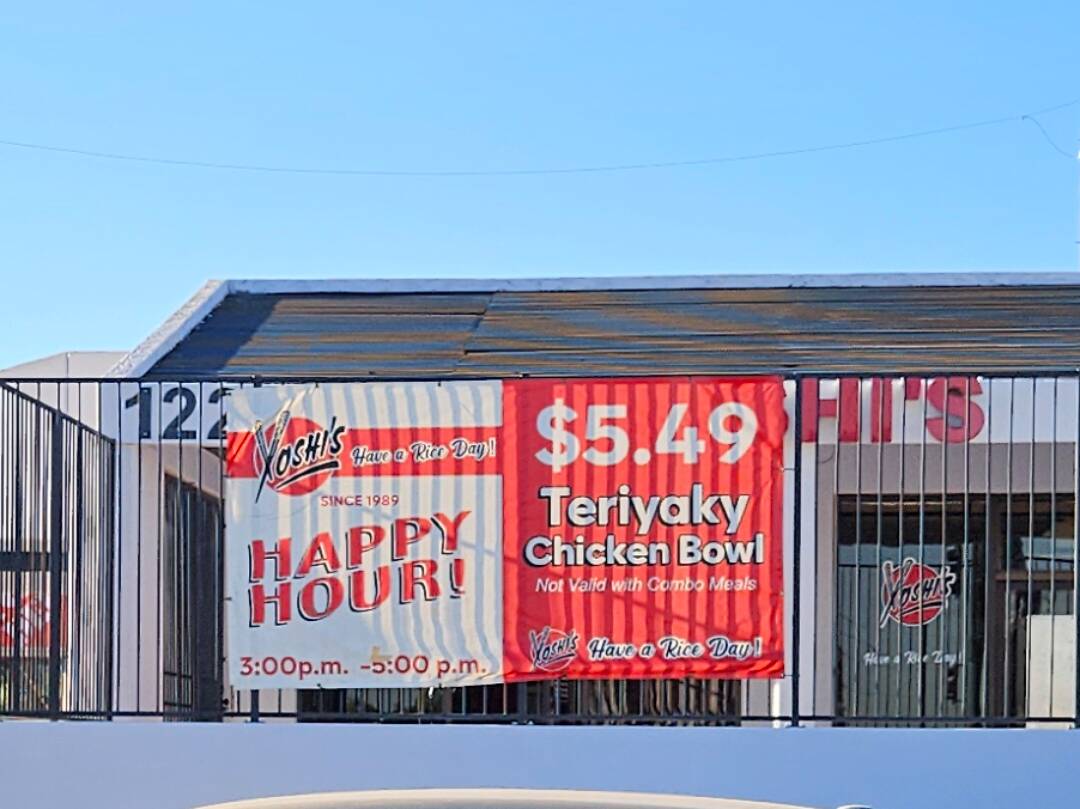 122
HI'S
YOSHI'S
Have a Rice Day!
SINCE 1989
HAPPY
HOUR!
3:00p.m. -5:00 p.m.
$5.49
Teriyaky
Chicken Bowl
Not Valid with Combo Meals
YOSHI'S Have a Rice Day!
YOSHI'S
Have a Rice Day!